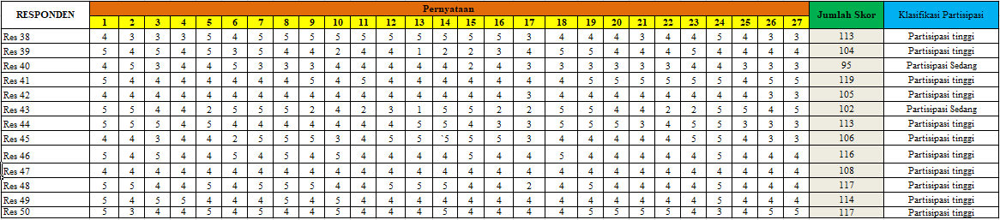 RESPONDEN Pernyataan Jumlah Skor Klasifikasi Partisipasi
1 2 3 4 5 6 7 8 9 10 11 12 13 14 15 16 17 18 19 20 21 22 23 24 25 26 27
Res 38 4 3 3 3 5 4 5 5 5 5 5 5 5 5 5 5 3 4 4 4 3 4 4 5 4 3 3 113 Partisipasi tinggi
Res 39 5 4 5 4 5 3 5 4 4 2 4 4 1 2 2 3 4 5 4 4 4 4 4 5 4 4 4 104 Partisipasi tinggi
Res 40 4 5 3 4 4 5 3 3 3 4 4 4 4 4 2 4 3 3 3 3 3 3 4 4 3 3 3 95 Partisipasi Sedang
Res 41 5 4 4 4 4 4 4 4 5 4 5 4 4 4 4 4 4 4 5 5 5 5 5 5 4 5 5 119 Partisipasi tinggi
Res 42 4 4 4 4 4 4 4 4 4 4 4 4 4 4 4 4 3 4 4 4 4 4 4 4 4 3 3 105 Partisipasi tinggi
Res 43 5 5 4 4 2 5 5 5 2 4 2 3 1 5 5 2 2 5 5 4 4 2 2 5 5 4 5 102 Partisipasi Sedang
Res 44 5 5 5 4 5 4 4 4 4 4 4 4 5 5 4 3 3 5 5 5 3 4 5 5 3 3 3 113 Partisipasi tinggi
Res 45 4 4 3 4 4 2 5 5 5 3 4 5 5 `5 5 5 3 4 4 4 4 4 5 5 4 3 3 106 Partisipasi tinggi
Res 46 5 4 5 4 4 5 4 5 4 5 4 4 4 4 5 4 4 5 4 4 4 4 4 5 4 4 4 116 Partisipasi tinggi
Res 47 4 4 4 4 4 4 4 4 4 4 4 4 4 4 4 4 4 4 4 4 4 4 4 4 4 4 4 108 Partisipasi tinggi
Res 48 5 5 4 4 5 4 5 5 5 4 4 5 5 5 4 4 2 4 5 4 4 4 4 5 4 4 4 117 Partisipasi tinggi
Res 49 5 4 5 5 4 4 4 5 4 5 4 4 4 4 4 4 4 4 4 4 4 4 4 5 4 4 4 114 Partisipasi tinggi
Res 50 5 3 4 4 5 4 5 4 4 5 4 4 4 5 4 4 4 4 5 5 5 5 4 3 4 5 5 117 Partisipasi tinggi